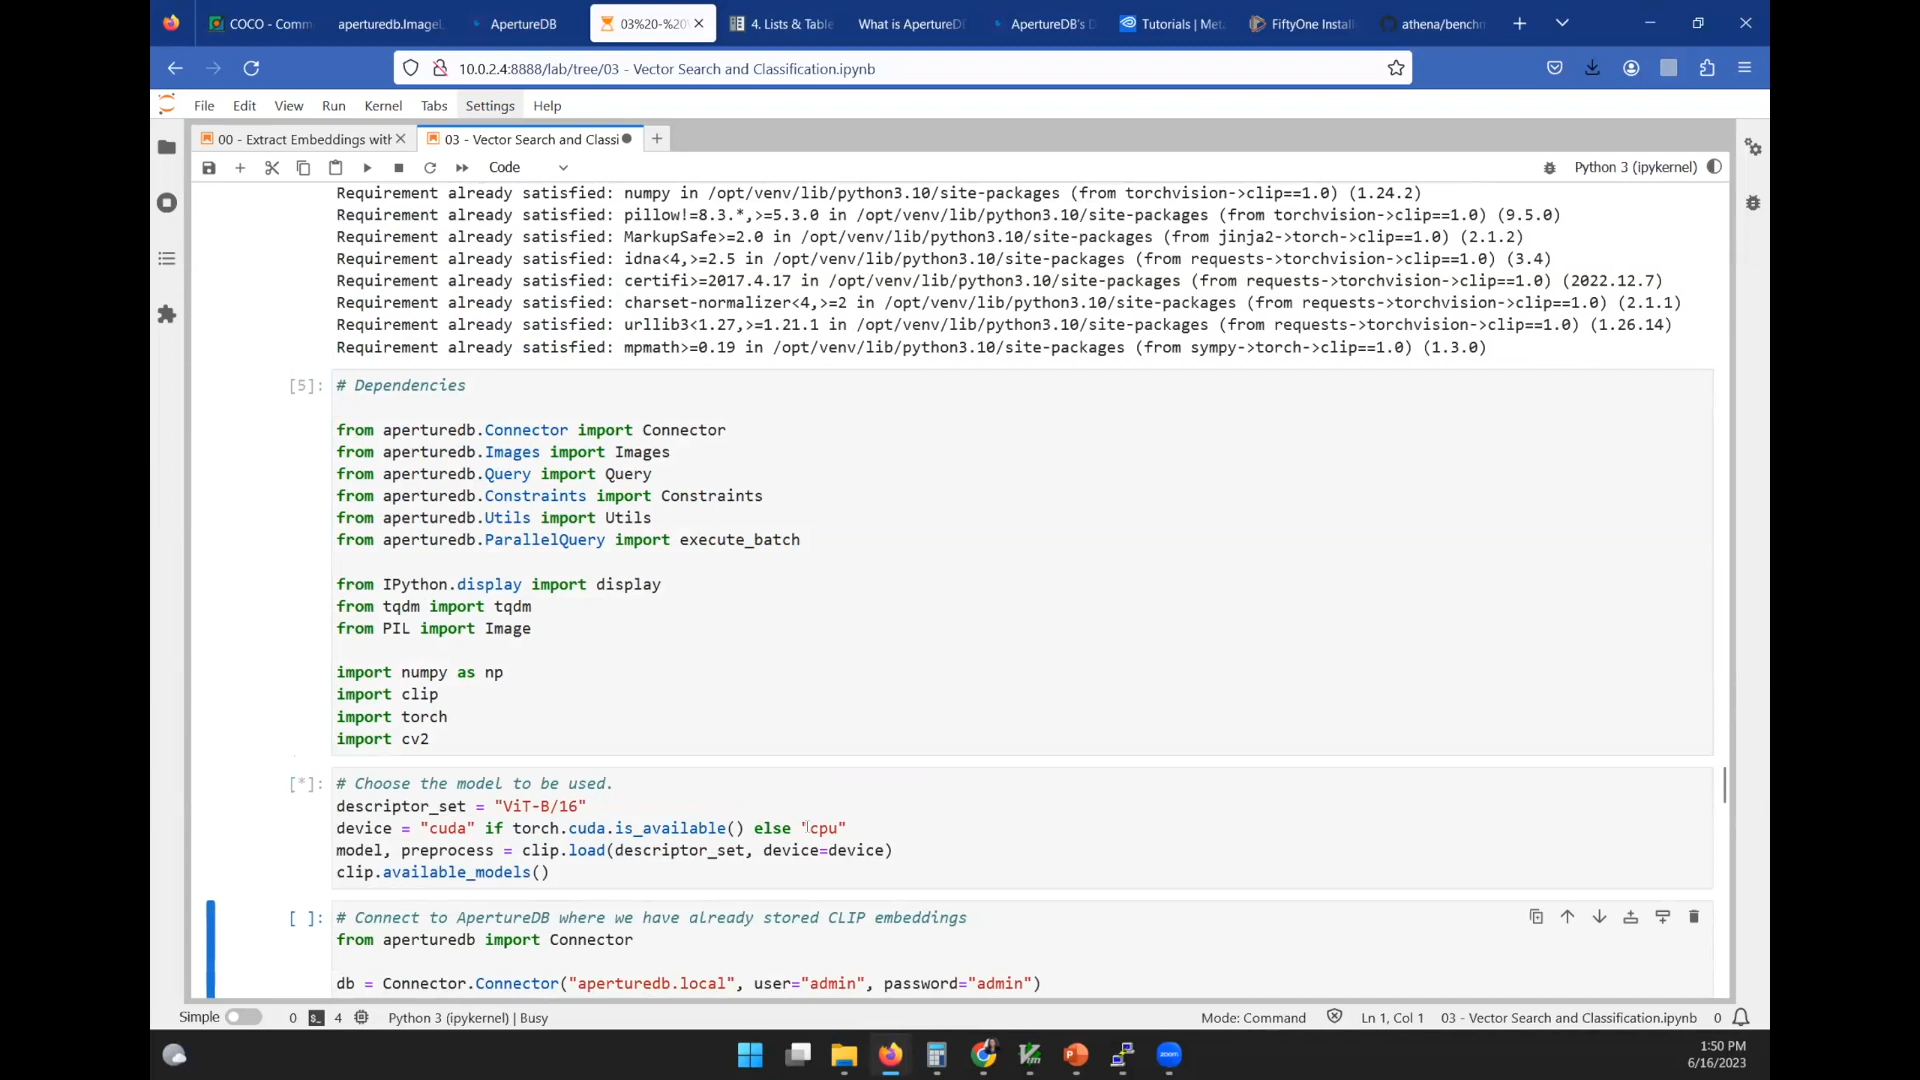 COCO - Comm
aperturedb.ImageL
ApertureDB
03%20-%20V
4. Lists & Table
What is ApertureD
ApertureDB's D
Tutorials | Met
FiftyOne Install
athena/benchm
10.0.2.4:8888/lab/tree/03 - Vector Search and Classification.ipynb
File Edit View Run Kernel Tabs Settings Help
00 - Extract Embeddings with
03 - Vector Search and Classi
Code
Python 3 (ipykernel)
Requirement already satisfied: numpy in /opt/venv/lib/python3.10/site-packages (from torchvision->clip==1.0) (1.24.2)
Requirement already satisfied: pillow!=8.3.*,>=5.3.0 in /opt/venv/lib/python3.10/site-packages (from torchvision->clip==1.0) (9.5.0)
Requirement already satisfied: MarkupSafe>=2.0 in /opt/venv/lib/python3.10/site-packages (from jinja2->torch->clip==1.0) (2.1.2)
Requirement already satisfied: idna<4,>=2.5 in /opt/venv/lib/python3.10/site-packages (from requests->torchvision->clip==1.0) (3.4)
Requirement already satisfied: certifi>=2017.4.17 in /opt/venv/lib/python3.10/site-packages (from requests->torchvision->clip==1.0) (2022.12.7)
Requirement already satisfied: charset-normalizer<4,>=2 in /opt/venv/lib/python3.10/site-packages (from requests->torchvision->clip==1.0) (2.1.1)
Requirement already satisfied: urllib3<1.27,>=1.21.1 in /opt/venv/lib/python3.10/site-packages (from requests->torchvision->clip==1.0) (1.26.14)
Requirement already satisfied: mpmath>=0.19 in /opt/venv/lib/python3.10/site-packages (from sympy->torch->clip==1.0) (1.3.0)
[5]: # Dependencies
from aperturedb.Connector import Connector
from aperturedb.Images import Images
from aperturedb.Query import Query
from aperturedb.Constraints import Constraints
from aperturedb.Utils import Utils
from aperturedb.ParallelQuery import execute_batch
from IPython.display import display
from tqdm import tqdm
from PIL import Image
import numpy as np
import clip
import torch
import cv2
[*]: # Choose the model to be used.
descriptor_set = "ViT-B/16"
device = "cuda" if torch.cuda.is_available() else "cpu"
model, preprocess = clip.load(descriptor_set, device=device)
clip.available_models()
[ ]: # Connect to ApertureDB where we have already stored CLIP embeddings
from aperturedb import Connector
db = Connector.Connector("aperturedb.local", user="admin", password="admin")
Simple 0 4 Python 3 (ipykernel) | Busy Mode: Command Ln 1, Col 1 03 - Vector Search and Classification.ipynb 0
zoom
1:50 PM
6/16/2023